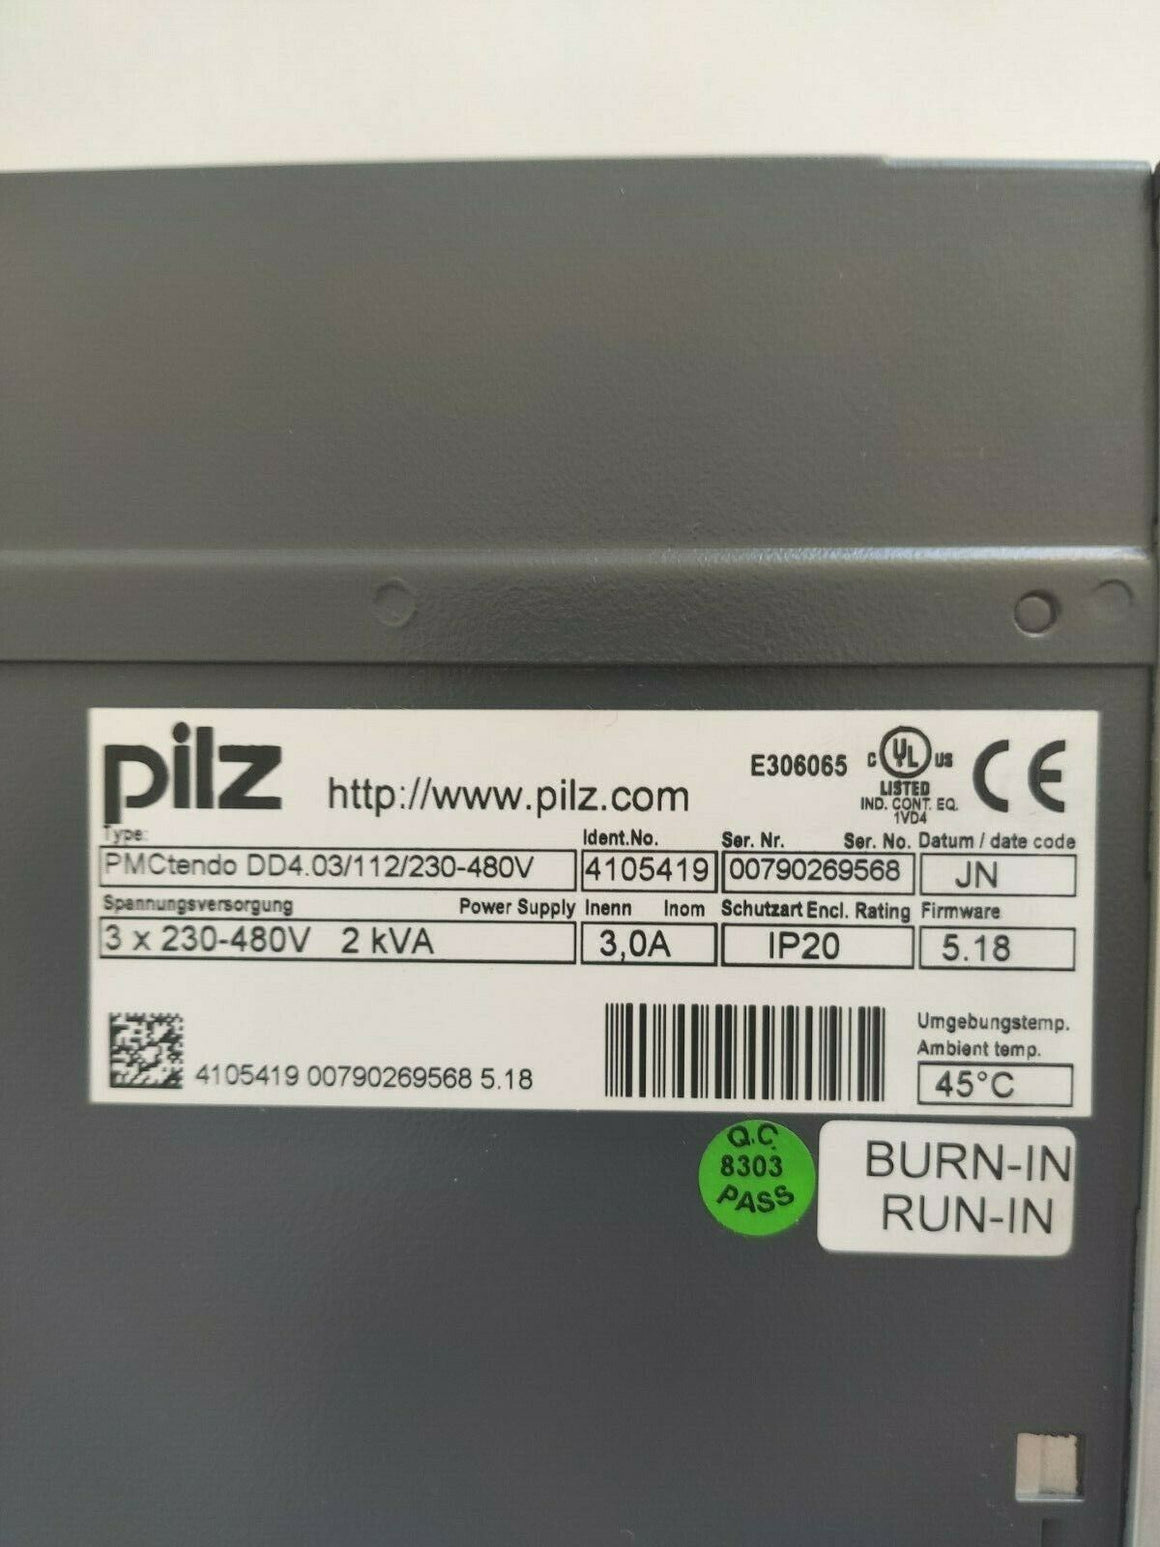 pilz
http://www.pilz.com
E306065
C UL US
LISTED
IND. CONT. EQ.
1VD4
CE
Type: Ident.No. Ser. Nr. Ser. No. Datum / date code
PMCtendo DD4.03/112/230-480V 4105419 00790269568 JN
Spannungsversorgung Power Supply Inenn Inom Schutzart Encl. Rating Firmware
3 x 230-480V 2 kVA 3,0A IP20 5.18
Umgebungstemp.
Ambient temp.
4105419 00790269568 5.18
45°C
Q.C.
8303
PASS
BURN-IN
RUN-IN